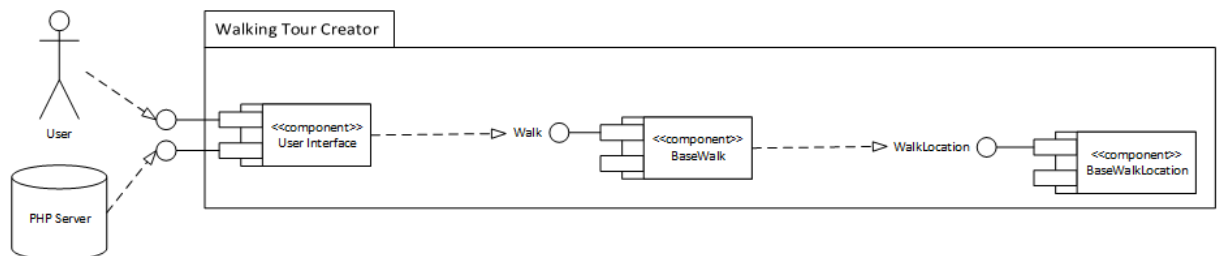 Walking Tour Creator
User
<<component>>
User Interface
Walk
<<component>>
BaseWalk
WalkLocation
<<component>>
BaseWalkLocation
PHP Server